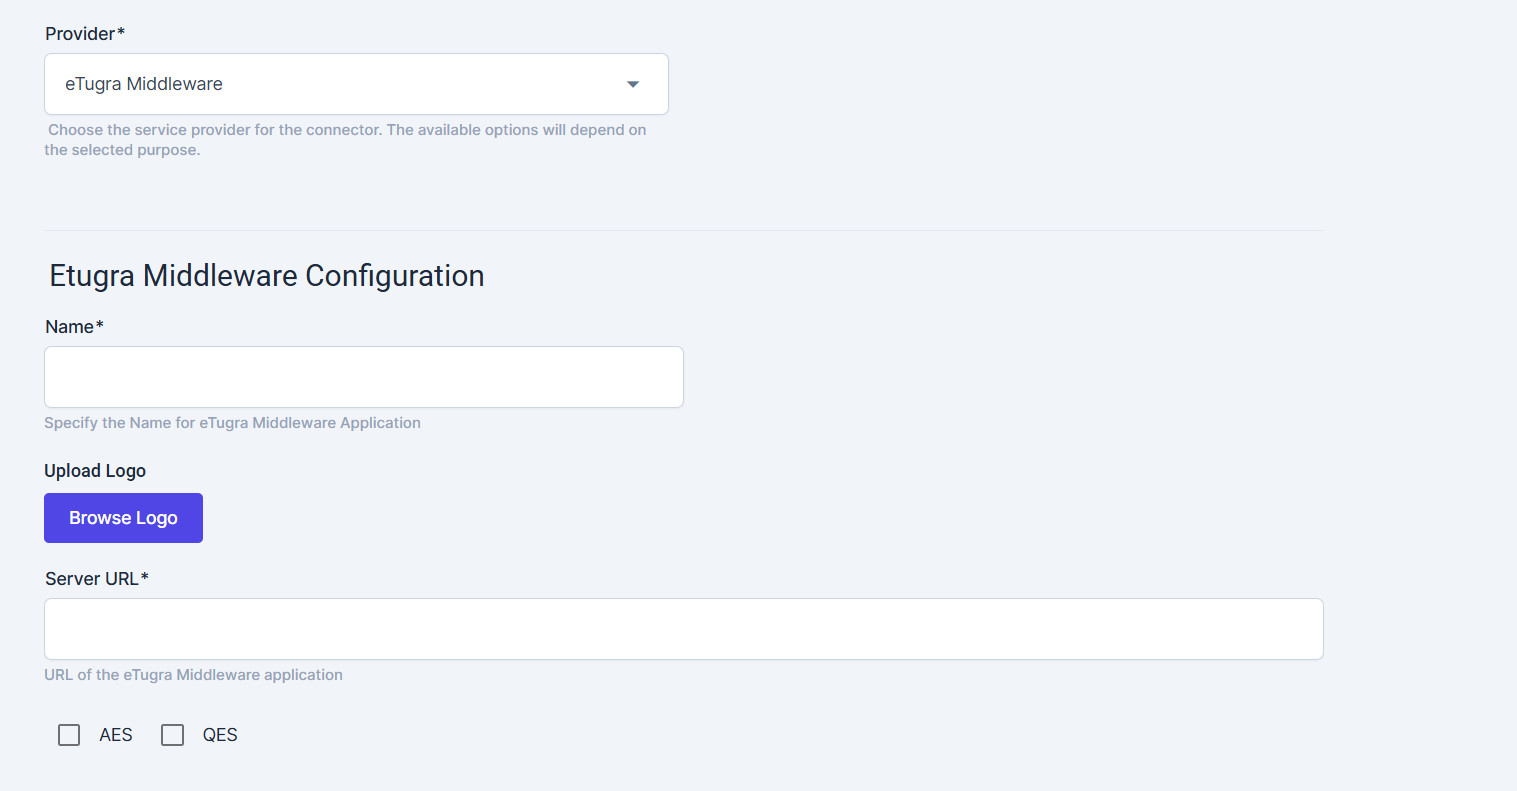 Provider*
eTugra Middleware
Choose the service provider for the connector. The available options will depend on
the selected purpose.
Etugra Middleware Configuration
Name*
Specify the Name for eTugra Middleware Application
Upload Logo
Browse Logo
Server URL*
URL of the eTugra Middleware application
AES QES